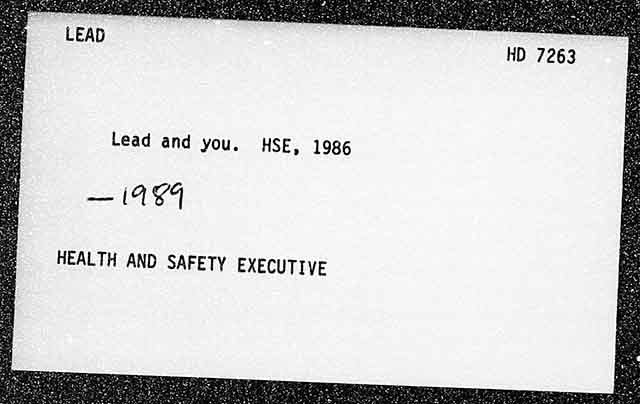 LEAD
HD 7263
Lead and you. HSE, 1986
— 1989
HEALTH AND SAFETY EXECUTIVE